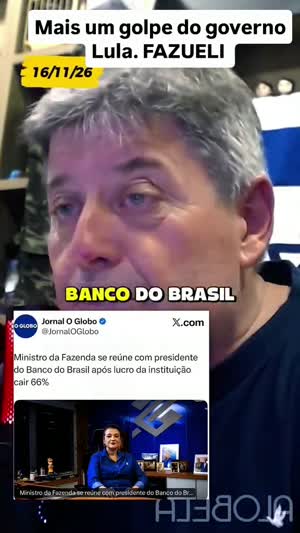 Mais um golpe do governo
Lula. FAZUELI
16/11/26
BANCO DO BRASIL
O GLOBO
Jornal O Globo
X.com
@JornalOGlobo
Ministro da Fazenda se reúne com presidente
do Banco do Brasil após lucro da instituição
cair 66%
Ministro da Fazenda se reúne com presidente do Banco do Br...